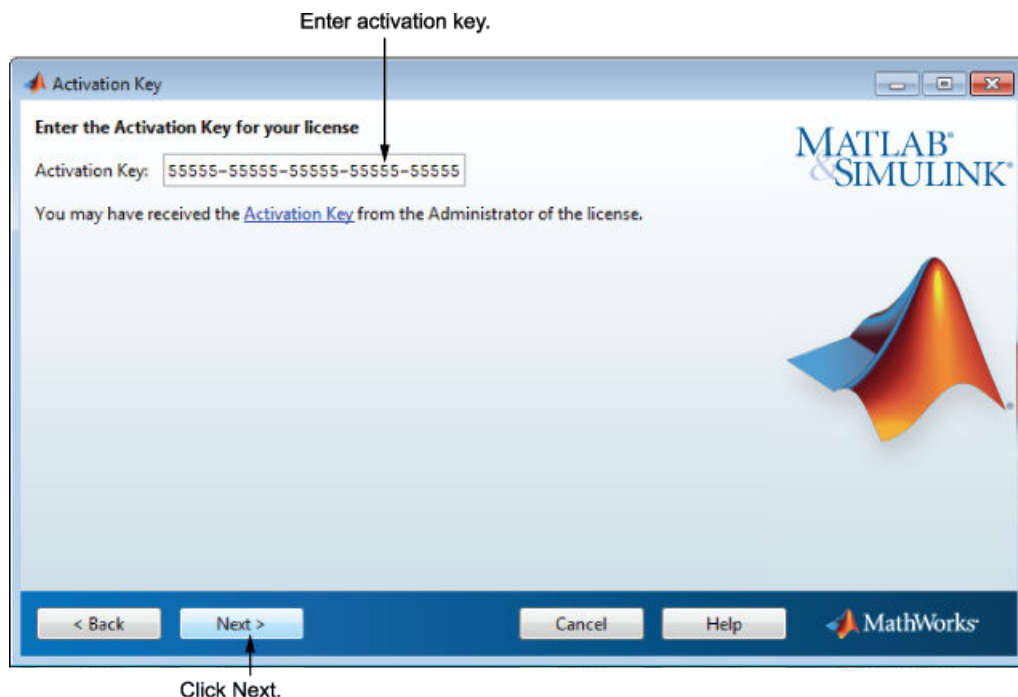 Enter activation key.
Activation Key
Enter the Activation Key for your license
Activation Key: 55555-55555-55555-55555-55555
You may have received the Activation Key from the Administrator of the license.
MATLAB®
&SIMULINK®
< Back
Next >
Cancel
Help
MathWorks®
Click Next.